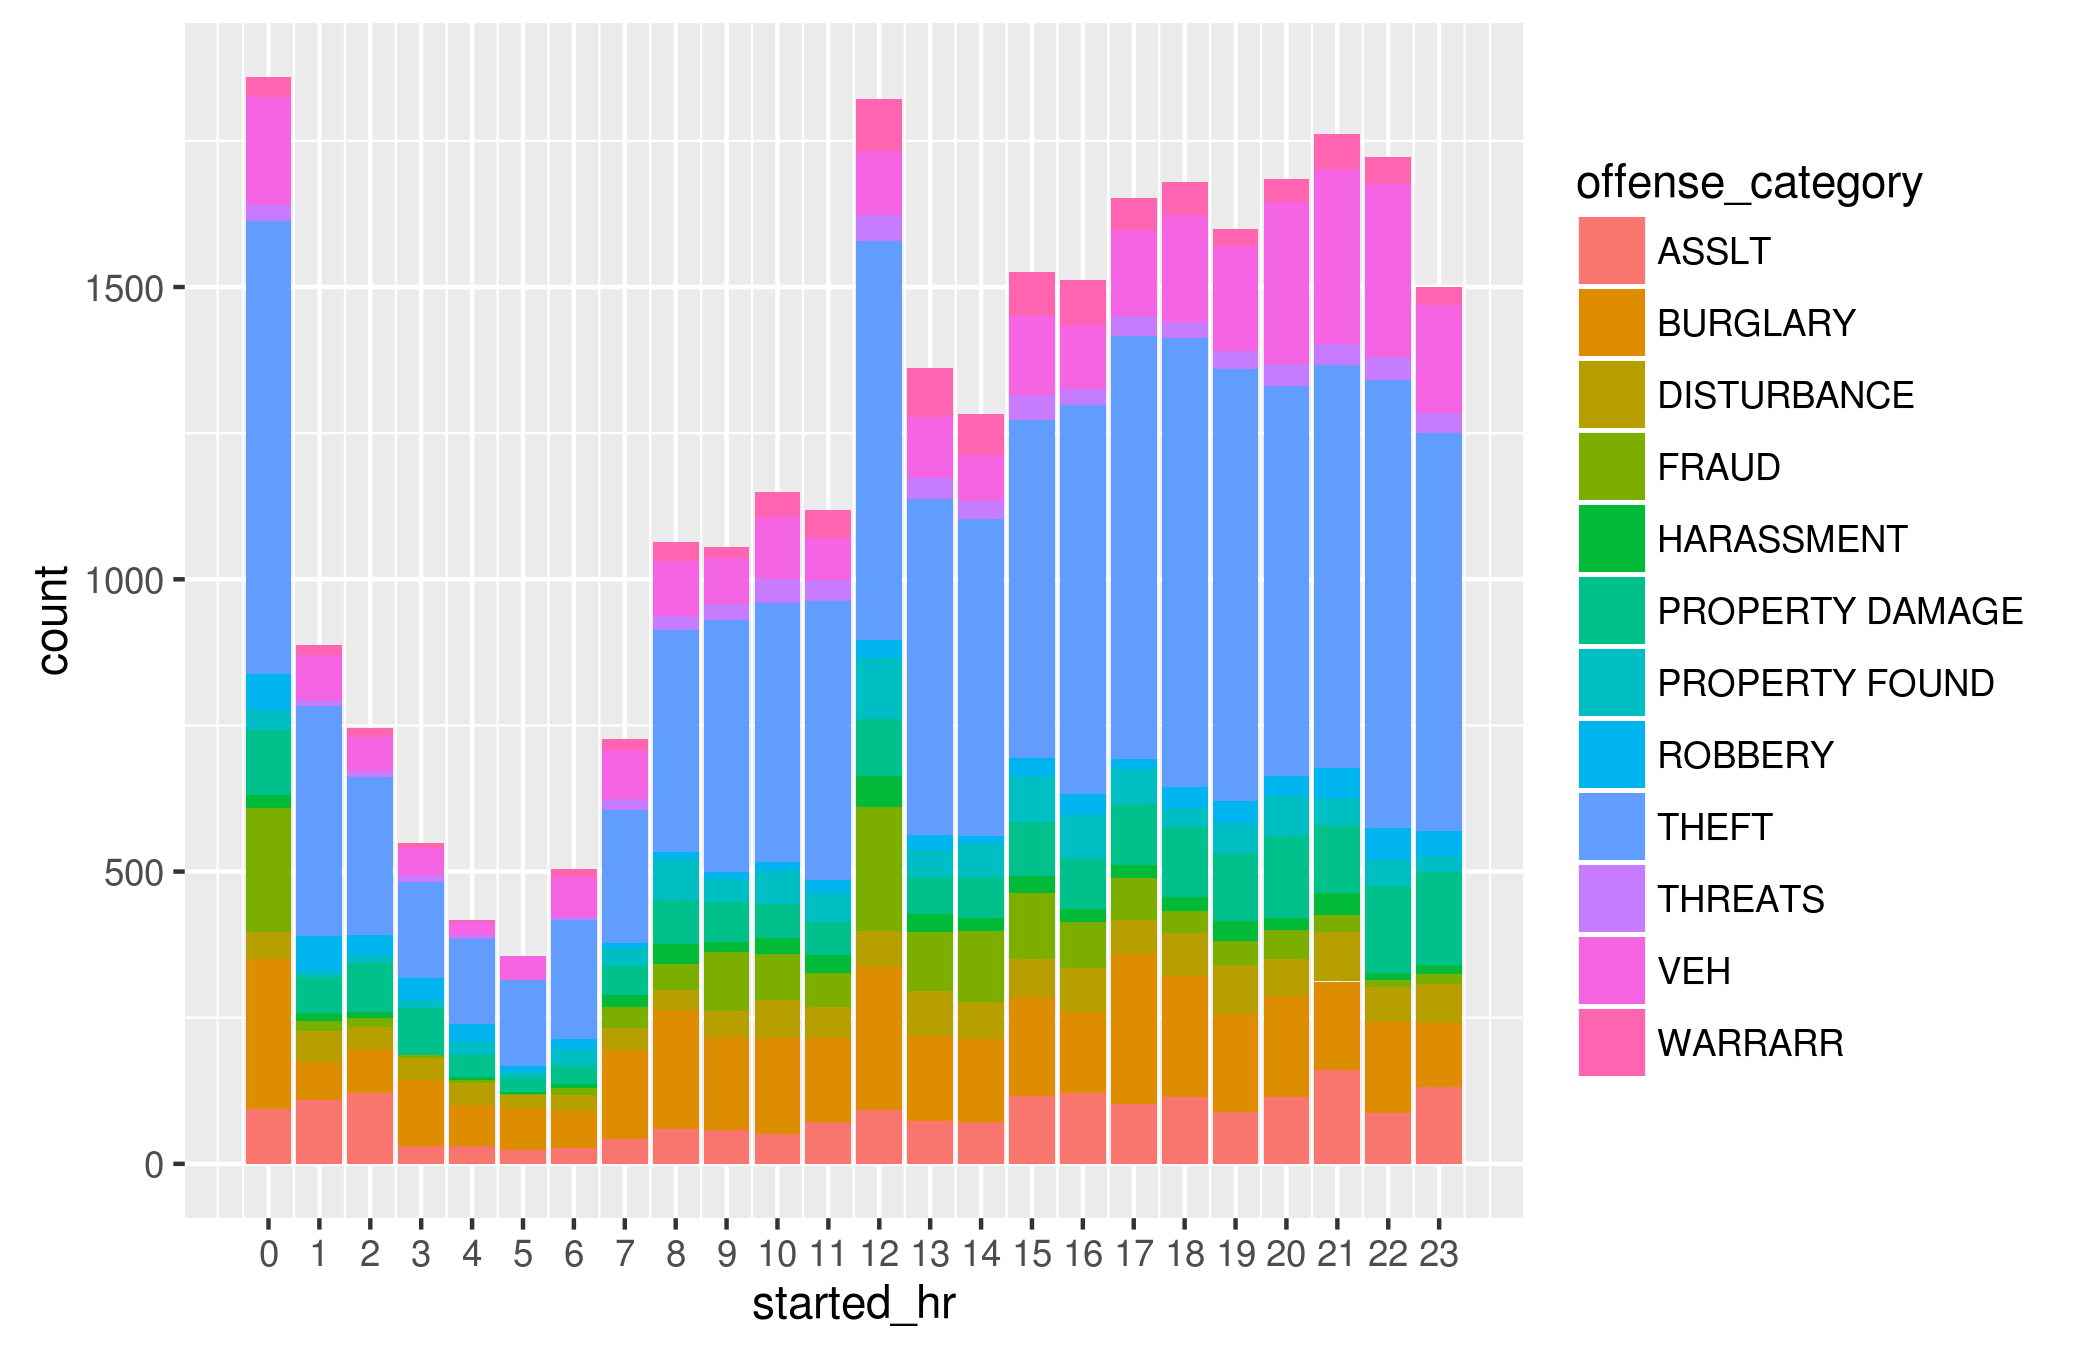 count
1500
1000
500
0
0 1 2 3 4 5 6 7 8 9 10 11 12 13 14 15 16 17 18 19 20 21 22 23
started_hr
offense_category
ASSLT
BURGLARY
DISTURBANCE
FRAUD
HARASSMENT
PROPERTY DAMAGE
PROPERTY FOUND
ROBBERY
THEFT
THREATS
VEH
WARRARR